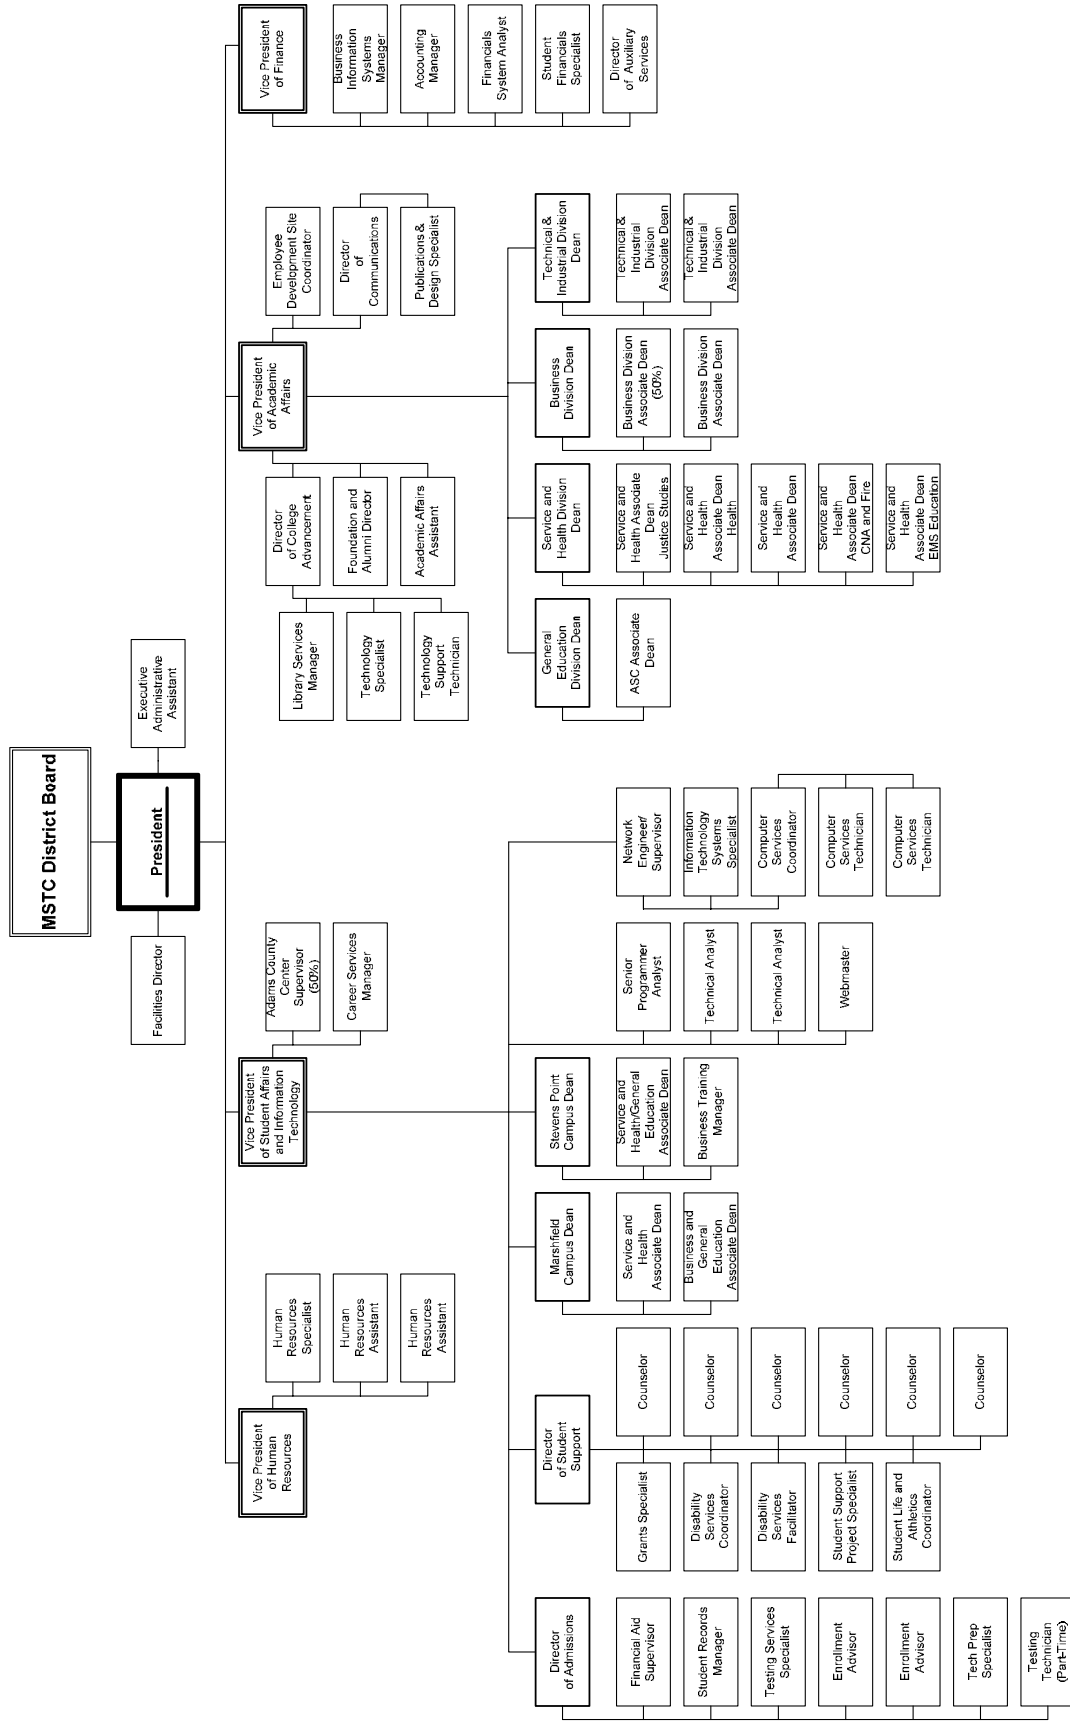 MSTC District Board
Facilities Director
President
Executive
Administrative
Assistant
Vice President
of Human
Resources
Human
Resources
Specialist
Human
Resources
Assistant
Human
Resources
Assistant
Vice President
of Student Affairs
and Information
Technology
Adams County
Center
Supervisor
(50%)
Career Services
Manager
Vice President
of Academic
Affairs
Director
of College
Advancement
Foundation and
Alumni Director
Academic Affairs
Assistant
Library Services
Manager
Technology
Specialist
Technology
Support
Technician
Employee
Development Site
Coordinator
Director
of
Communications
Publications &
Design Specialist
Vice President
of Finance
Business
Information
Systems
Manager
Accounting
Manager
Financials
System Analyst
Student
Financials
Specialist
Director
of Auxiliary
Services
Director
of Admissions
Financial Aid
Supervisor
Student Records
Manager
Testing Services
Specialist
Enrollment
Advisor
Enrollment
Advisor
Tech Prep
Specialist
Testing
Technician
(Part-Time)
Director
of Student
Support
Grants Specialist
Disability
Services
Coordinator
Disability
Services
Facilitator
Student Support
Project Specialist
Student Life and
Athletics
Coordinator
Counselor
Counselor
Counselor
Counselor
Counselor
Counselor
Marshfield
Campus Dean
Service and
Health
Associate Dean
Business and
General
Education
Associate Dean
Stevens Point
Campus Dean
Service and
Health/General
Education
Associate Dean
Business Training
Manager
Senior
Programmer
Analyst
Technical Analyst
Technical Analyst
Webmaster
Network
Engineer/
Supervisor
Information
Technology
Systems
Specialist
Computer
Services
Coordinator
Computer
Services
Technician
Computer
Services
Technician
General
Education
Division Dean
ASC Associate
Dean
Service and
Health Division
Dean
Service and
Health Associate
Dean
Justice Studies
Service and
Health
Associate Dean
Health
Service and
Health
Associate Dean
Service and
Health
Associate Dean
CNA and Fire
Service and
Health
Associate Dean
EMS Education
Business
Division Dean
Business Division
Associate Dean
(50%)
Business Division
Associate Dean
Technical &
Industrial Division
Dean
Technical &
Industrial
Division
Associate Dean
Technical &
Industrial
Division
Associate Dean